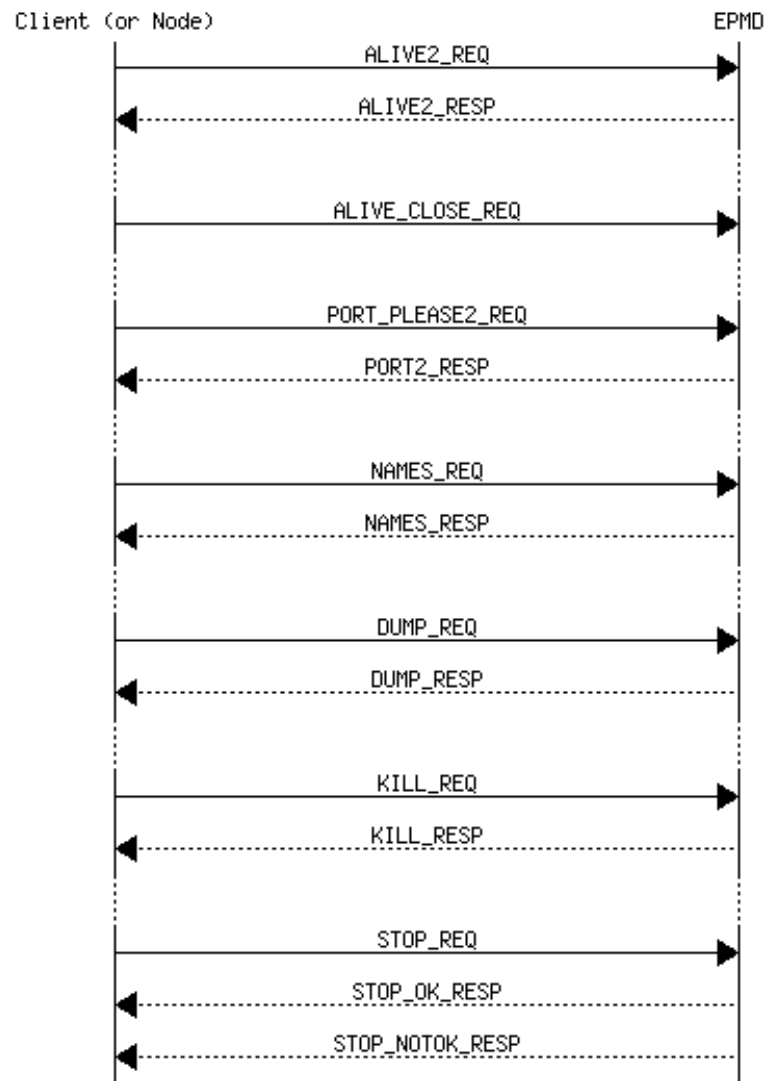 Client (or Node) EPMD
ALIVE2_REQ
ALIVE2_RESP
ALIVE_CLOSE_REQ
PORT_PLEASE2_REQ
PORT2_RESP
NAMES_REQ
NAMES_RESP
DUMP_REQ
DUMP_RESP
KILL_REQ
KILL_RESP
STOP_REQ
STOP_OK_RESP
STOP_NOTOK_RESP